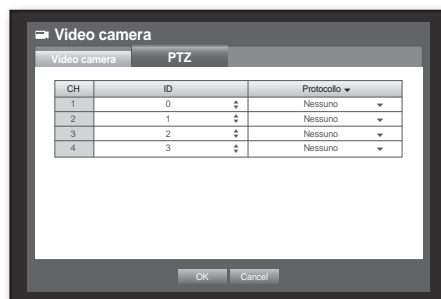 Video camera
Video camera PTZ
CH ID Protocollo
1 0 Nessuno
2 1 Nessuno
3 2 Nessuno
4 3 Nessuno
OK Cancel